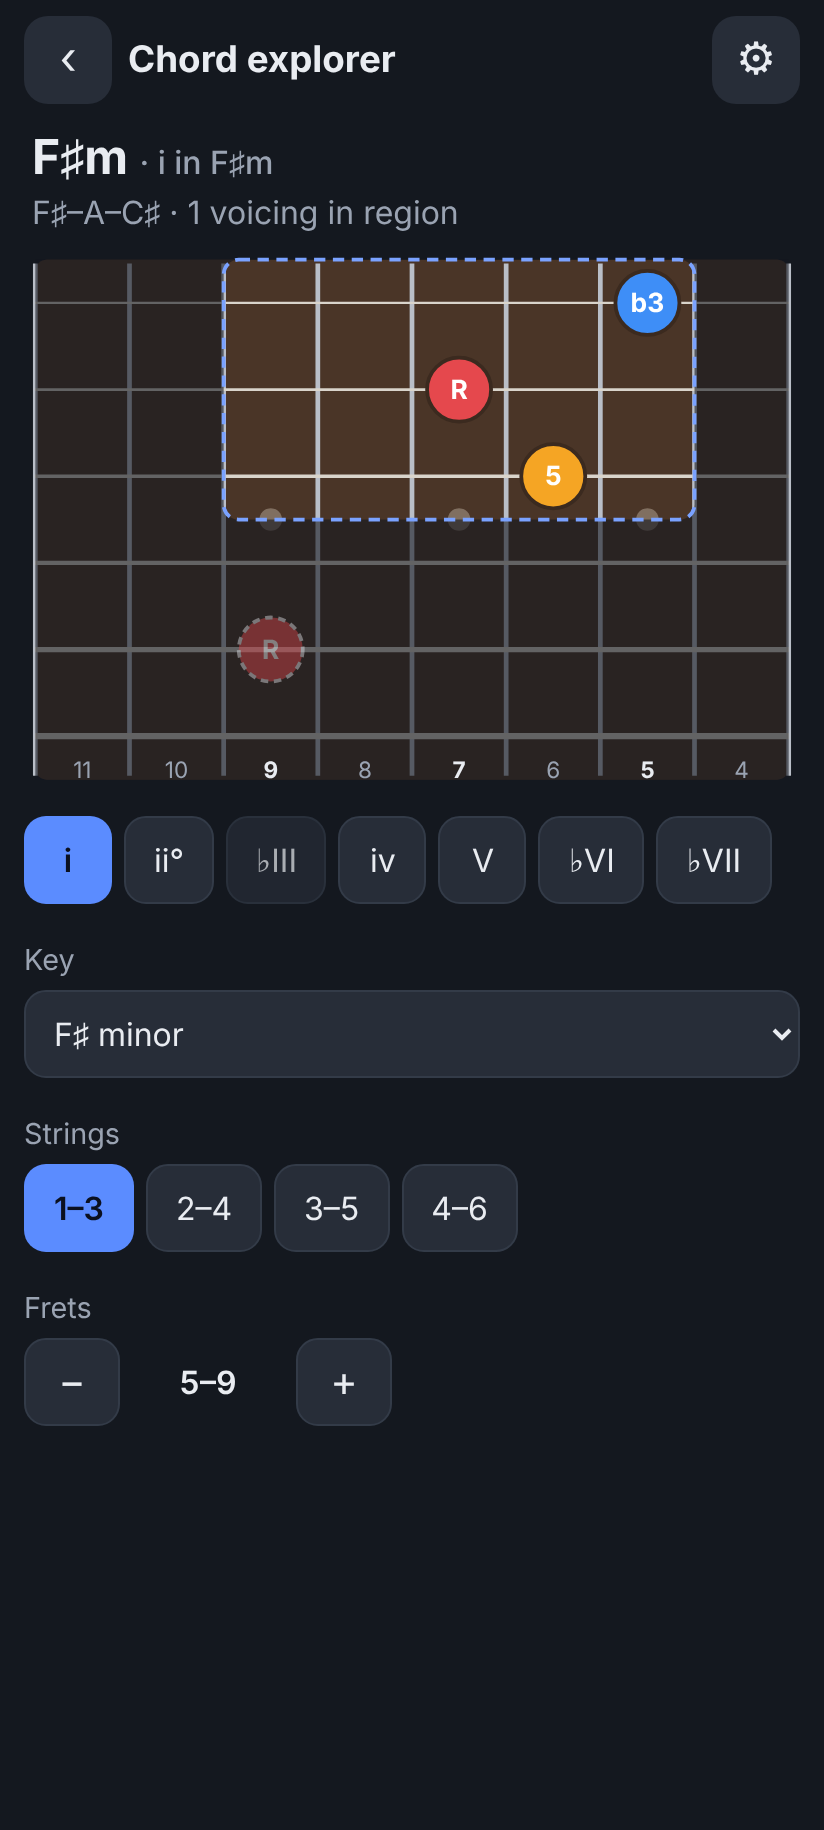 ‹ Chord explorer ⚙
F♯m · i in F♯m
F♯–A–C♯ · 1 voicing in region
b3
R
5
R
11 10 9 8 7 6 5 4
i ii° ♭III iv V ♭VI ♭VII
Key
F♯ minor
Strings
1–3 2–4 3–5 4–6
Frets
− 5–9 +